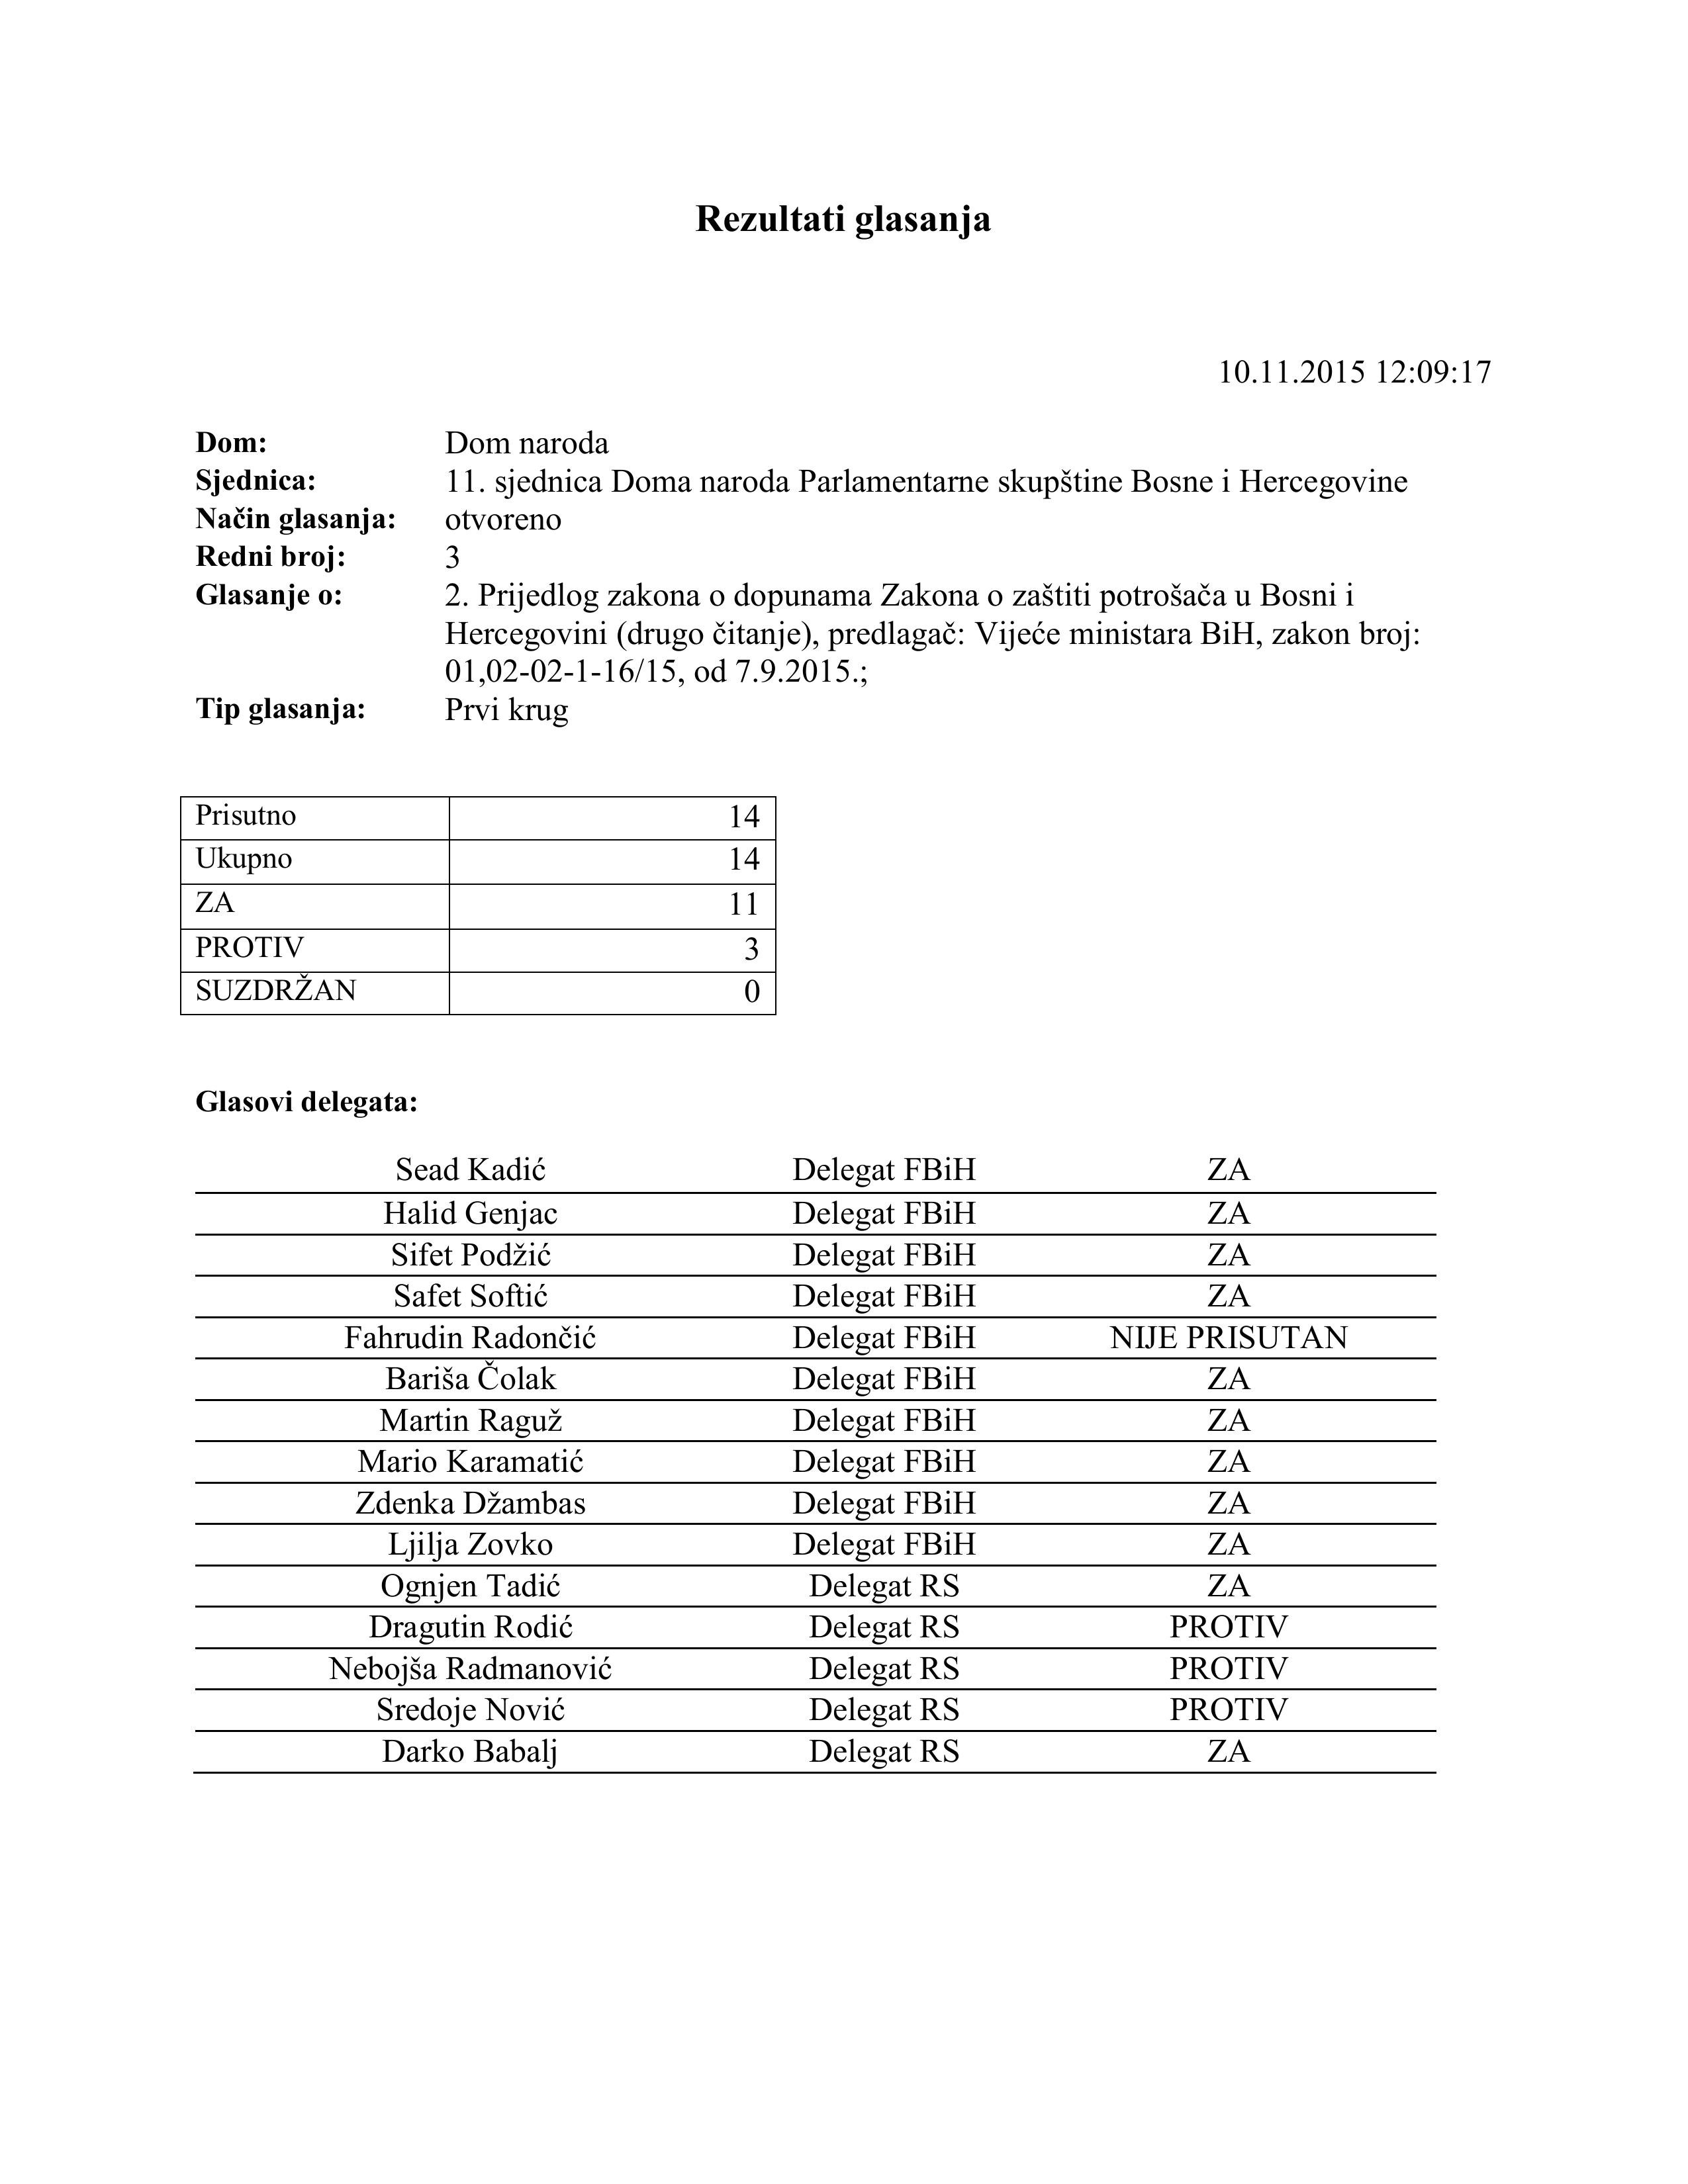 Rezultati glasanja
10.11.2015 12:09:17
Dom: Dom naroda
Sjednica: 11. sjednica Doma naroda Parlamentarne skupštine Bosne i Hercegovine
Način glasanja: otvoreno
Redni broj: 3
Glasanje o: 2. Prijedlog zakona o dopunama Zakona o zaštiti potrošača u Bosni i
Hercegovini (drugo čitanje), predlagač: Vijeće ministara BiH, zakon broj:
01,02-02-1-16/15, od 7.9.2015.;
Tip glasanja: Prvi krug
Prisutno 14
Ukupno 14
ZA 11
PROTIV 3
SUZDRŽAN 0
Glasovi delegata:
Sead Kadić Delegat FBiH ZA
Halid Genjac Delegat FBiH ZA
Sifet Podžić Delegat FBiH ZA
Safet Softić Delegat FBiH ZA
Fahrudin Radončić Delegat FBiH NIJE PRISUTAN
Bariša Čolak Delegat FBiH ZA
Martin Raguž Delegat FBiH ZA
Mario Karamatić Delegat FBiH ZA
Zdenka Džambas Delegat FBiH ZA
Ljilja Zovko Delegat FBiH ZA
Ognjen Tadić Delegat RS ZA
Dragutin Rodić Delegat RS PROTIV
Nebojša Radmanović Delegat RS PROTIV
Sredoje Nović Delegat RS PROTIV
Darko Babalj Delegat RS ZA